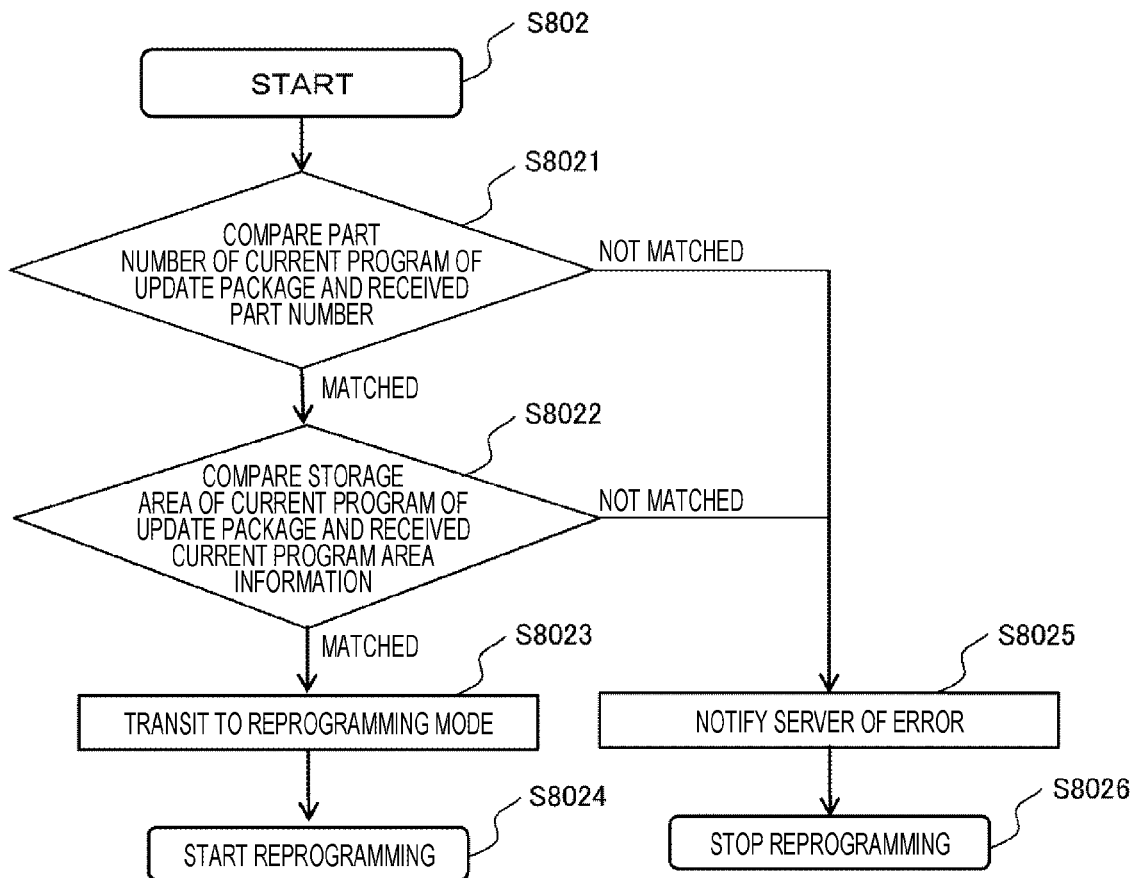 S802
START
S8021
COMPARE PART
NUMBER OF CURRENT PROGRAM OF
UPDATE PACKAGE AND RECEIVED
PART NUMBER
NOT MATCHED
MATCHED
S8022
COMPARE STORAGE
AREA OF CURRENT PROGRAM OF
UPDATE PACKAGE AND RECEIVED
CURRENT PROGRAM AREA
INFORMATION
NOT MATCHED
MATCHED
S8023
TRANSIT TO REPROGRAMMING MODE
S8025
NOTIFY SERVER OF ERROR
S8024
START REPROGRAMMING
S8026
STOP REPROGRAMMING